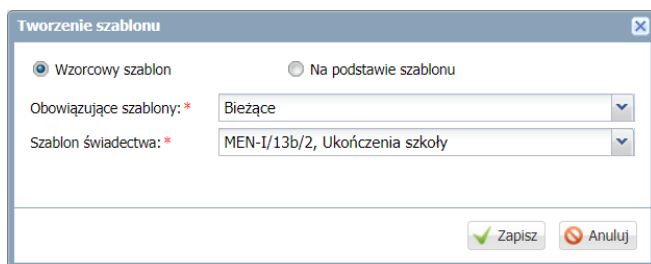 Tworzenie szablonu
Wzorcowy szablon Na podstawie szablonu
Obowiązujące szablony: * Bieżące
Szablon świadectwa: * MEN-I/13b/2, Ukończenia szkoły
Zapisz Anuluj